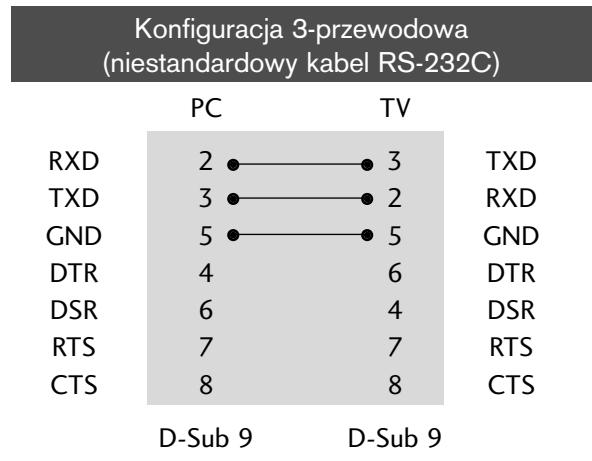 Konfiguracja 3-przewodowa
(niestandardowy kabel RS-232C)
PC TV
RXD 2 3 TXD
TXD 3 2 RXD
GND 5 5 GND
DTR 4 6 DTR
DSR 6 4 DSR
RTS 7 7 RTS
CTS 8 8 CTS
D-Sub 9 D-Sub 9